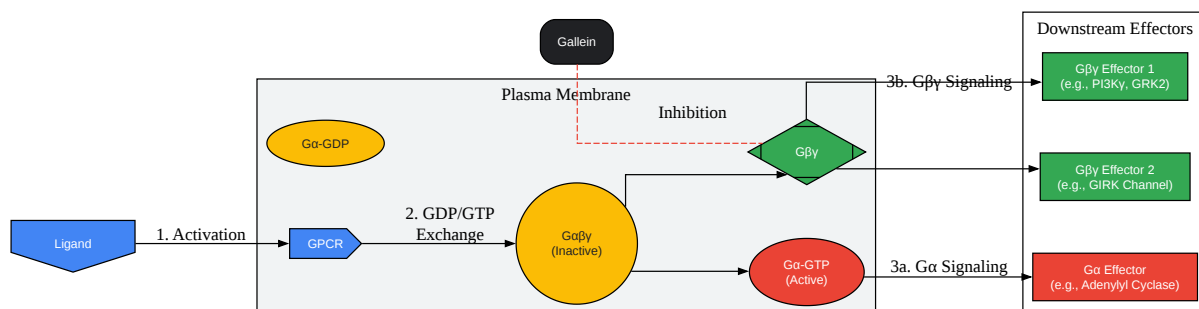 Downstream Effectors
Gallein
Gβγ Effector 1
(e.g., PI3Kγ, GRK2)
3b. Gβγ Signaling
Plasma Membrane
Inhibition
Gα-GDP
Gβγ
Gβγ Effector 2
(e.g., GIRK Channel)
2. GDP/GTP
Exchange
1. Activation
Ligand
GPCR
Gαβγ
(Inactive)
Gα-GTP
(Active)
3a. Gα Signaling
Gα Effector
(e.g., Adenylyl Cyclase)